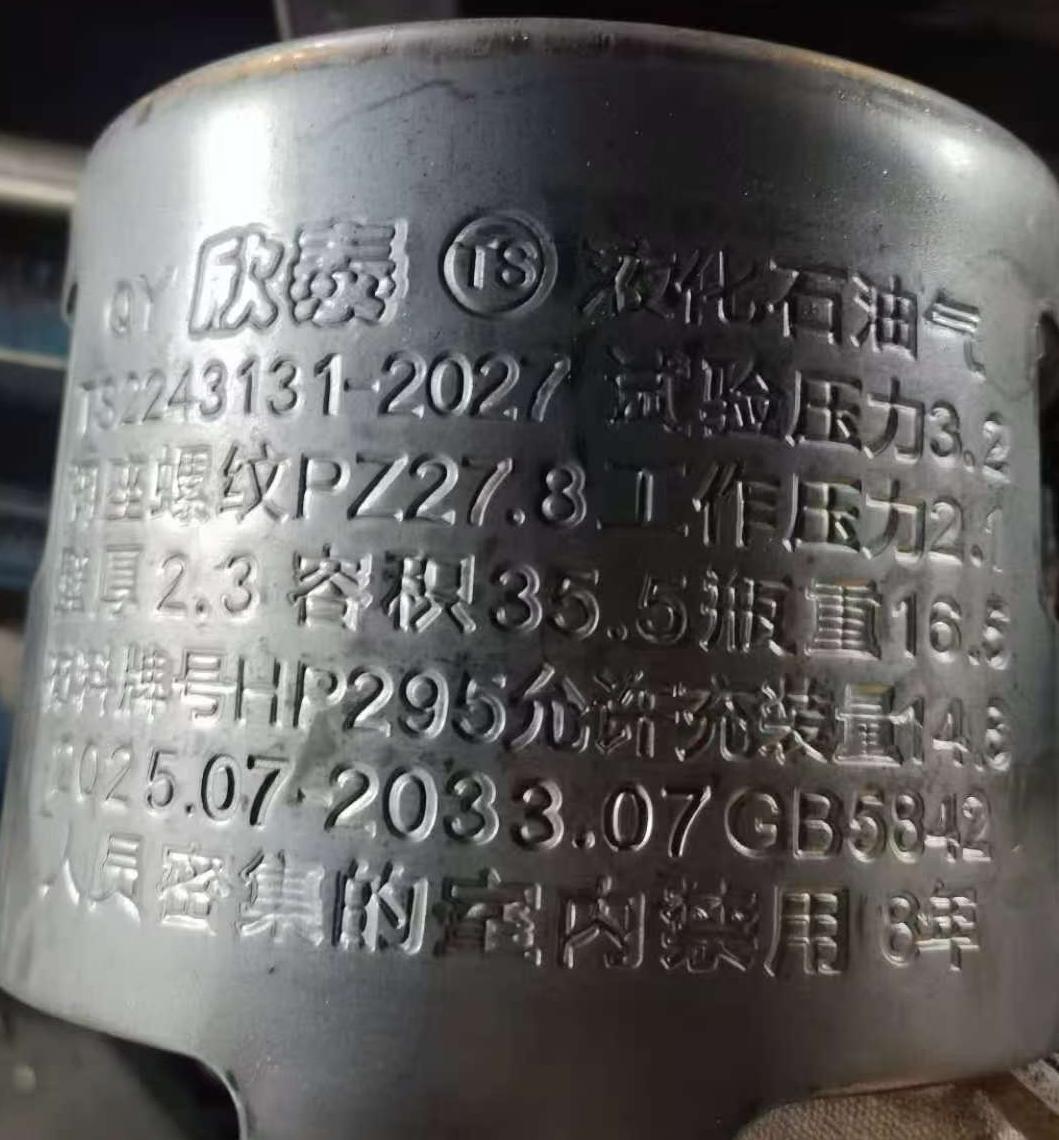 QY 欣泰 TS 液化石油气
TS2243131-2027 试验压力3.2
阀座螺纹PZ27.8 工作压力2.1
壁厚2.3 容积35.5 瓶重16.5
材料牌号HP295允许充装量14.8
2025.07-2033.07 GB5842
人员密集的室内禁用 8年